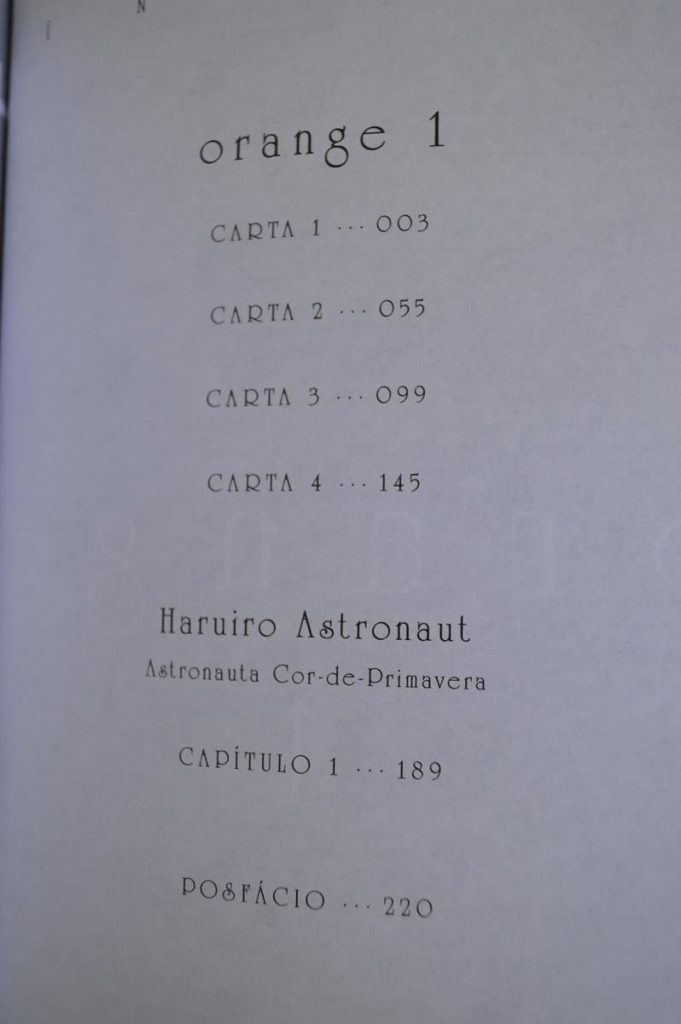 Í N
orange 1
CARTA 1 ... 003
CARTA 2 ... 055
CARTA 3 ... 099
CARTA 4 ... 145
Haruiro Astronaut
Astronauta Cor-de-Primavera
CAPÍTULO 1 ... 189
POSFÁCIO ... 220